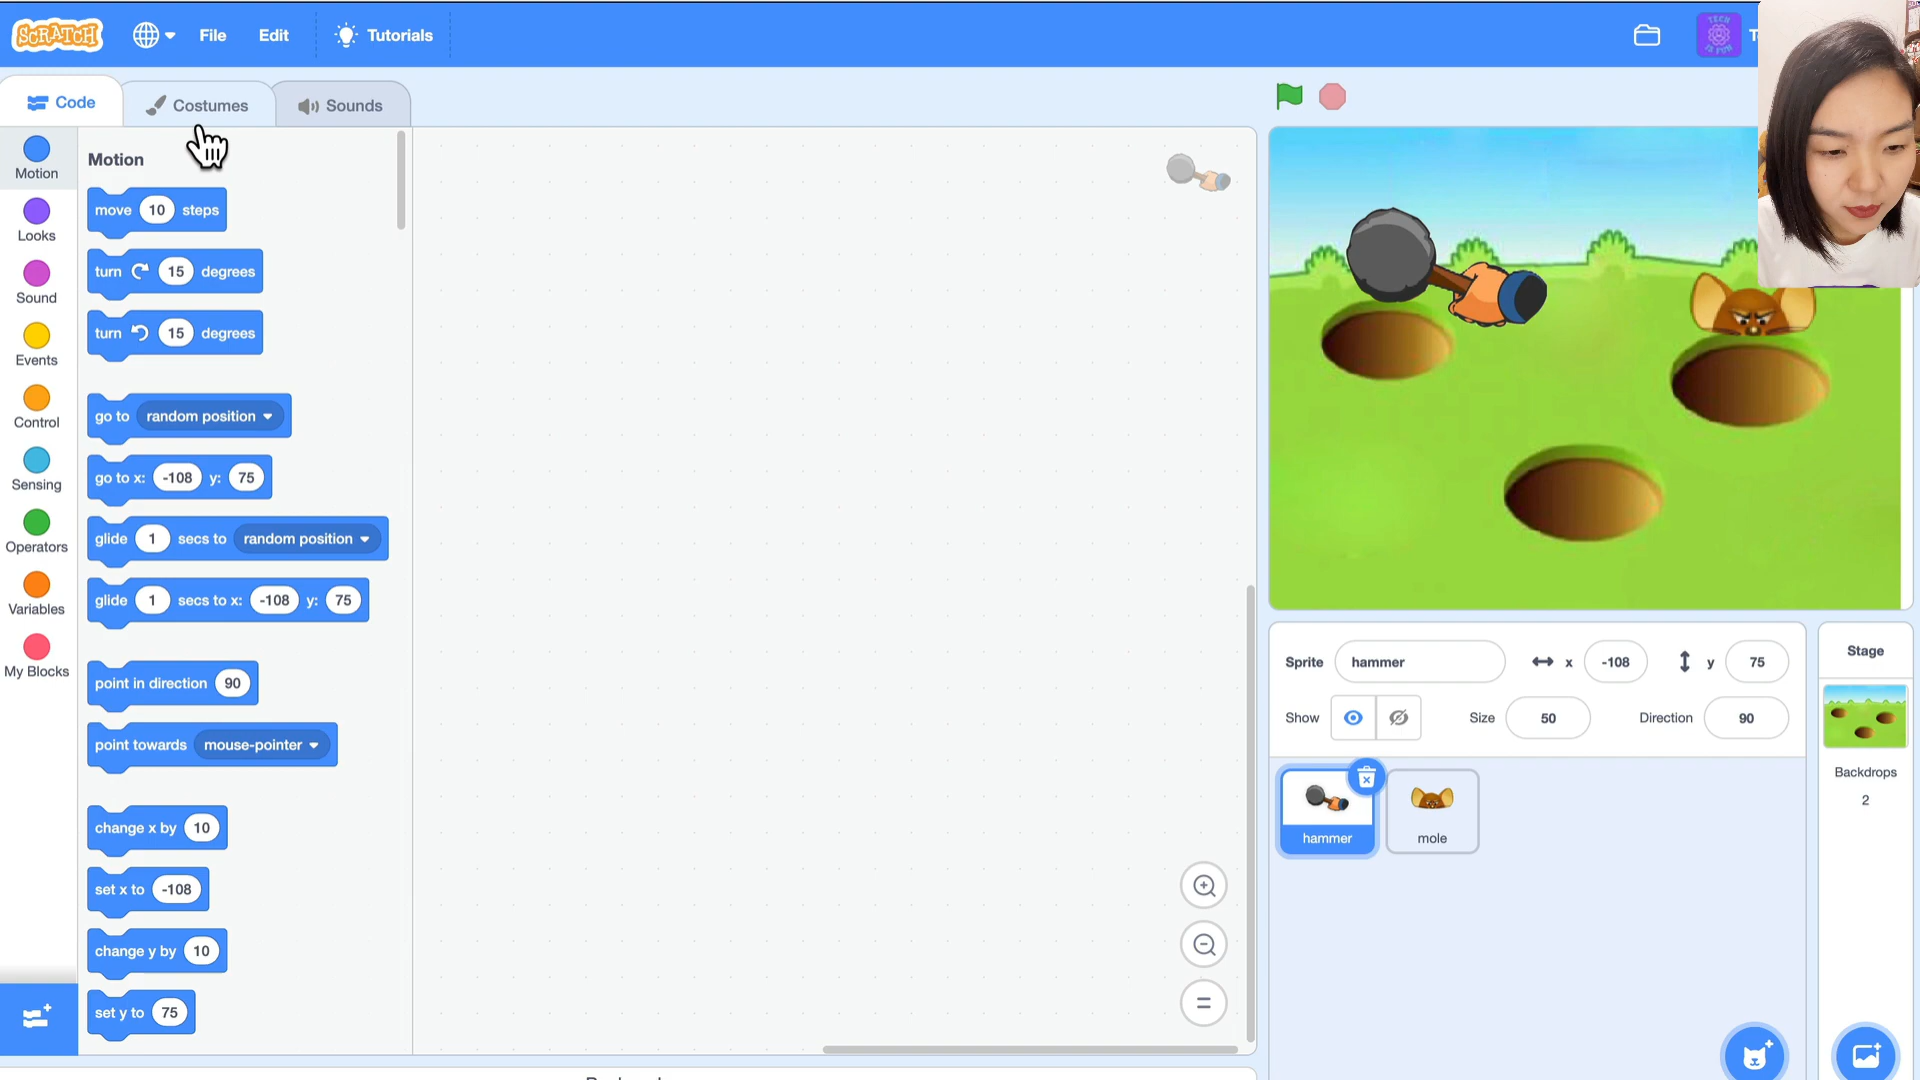 SCRATCH
File
Edit
Tutorials
TECH
IS FUN
Code
Costumes
Sounds
Motion
Looks
Sound
Events
Control
Sensing
Operators
Variables
My Blocks
Motion
move 10 steps
turn 15 degrees
turn 15 degrees
go to random position
go to x: -108 y: 75
glide 1 secs to random position
glide 1 secs to x: -108 y: 75
point in direction 90
point towards mouse-pointer
change x by 10
set x to -108
change y by 10
set y to 75
Sprite hammer x -108 y 75
Show Size 50 Direction 90
hammer
mole
Stage
Backdrops
2